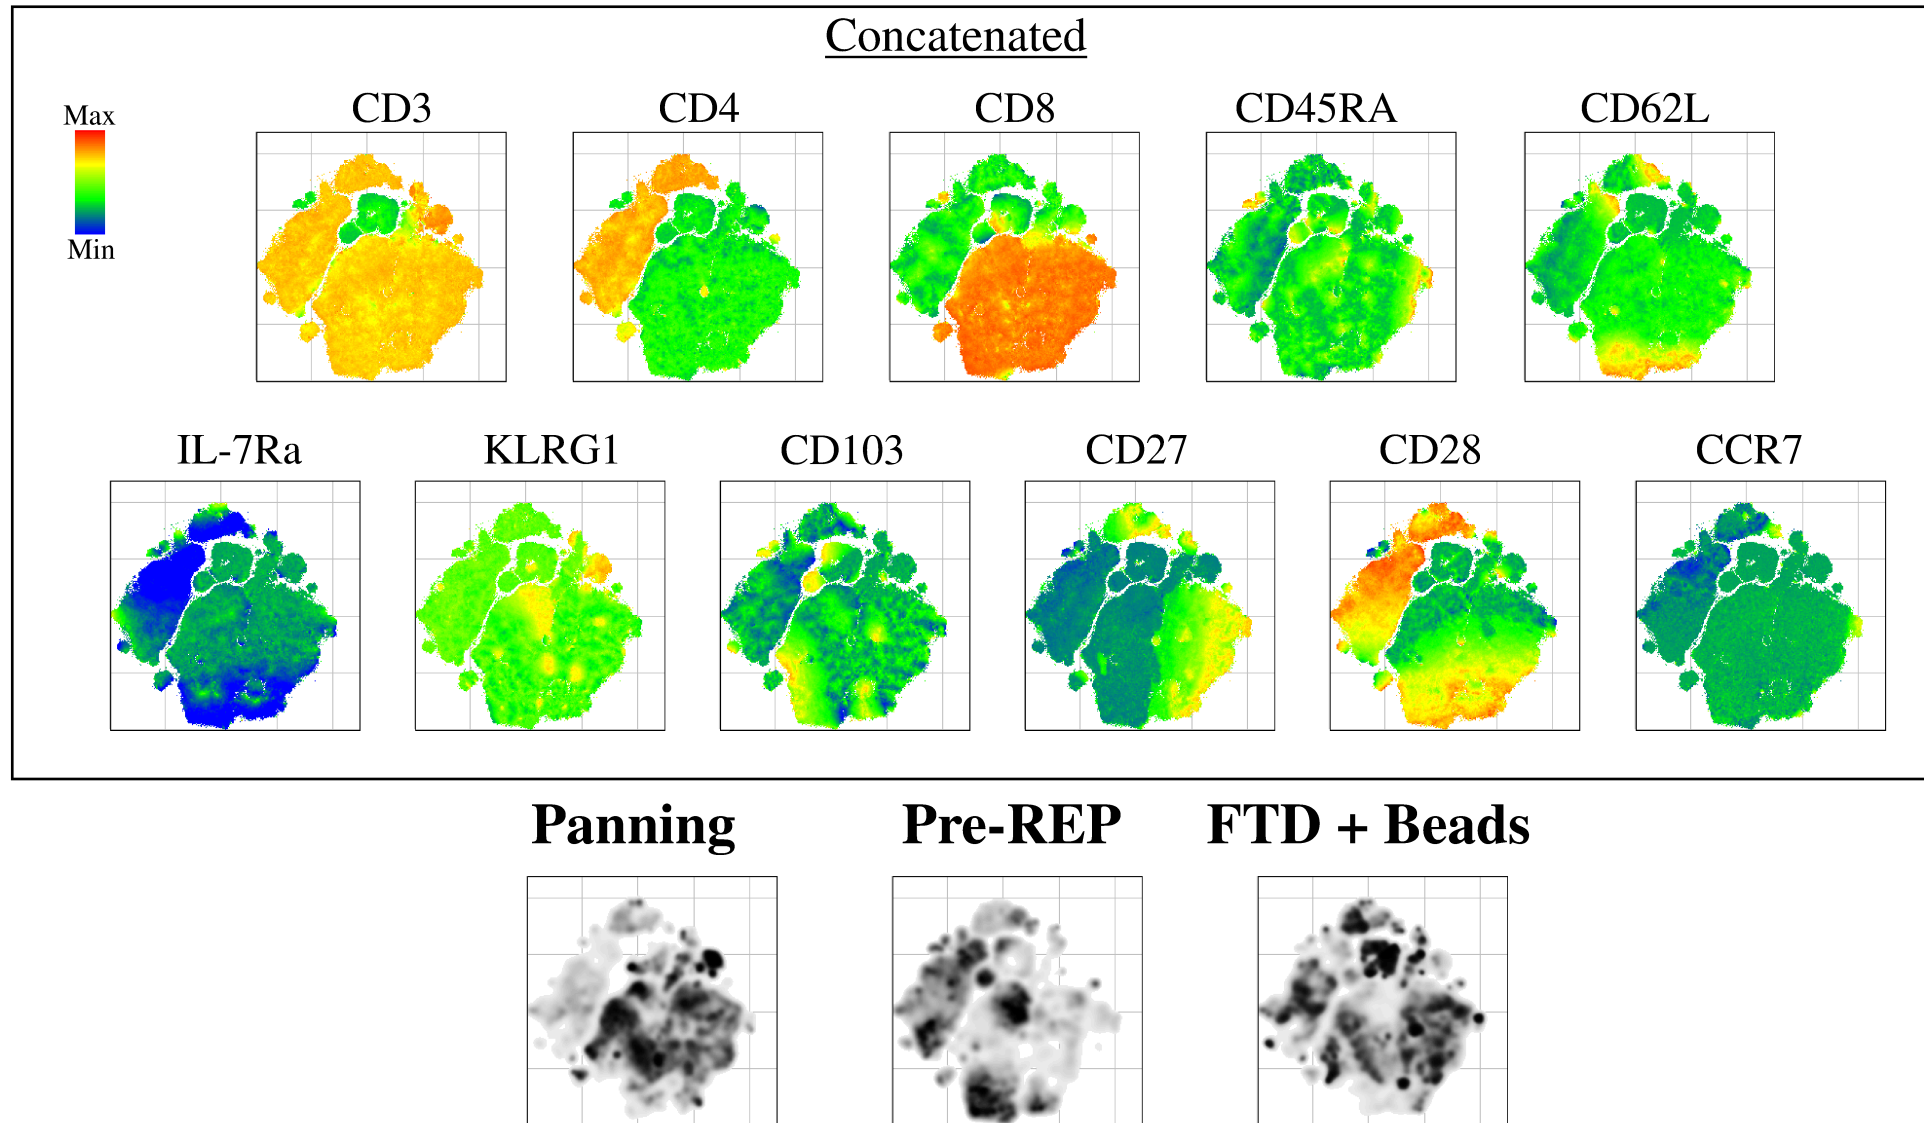 Concatenated
Max
Min
CD3
CD4
CD8
CD45RA
CD62L
IL-7Ra
KLRG1
CD103
CD27
CD28
CCR7
Panning
Pre-REP
FTD + Beads